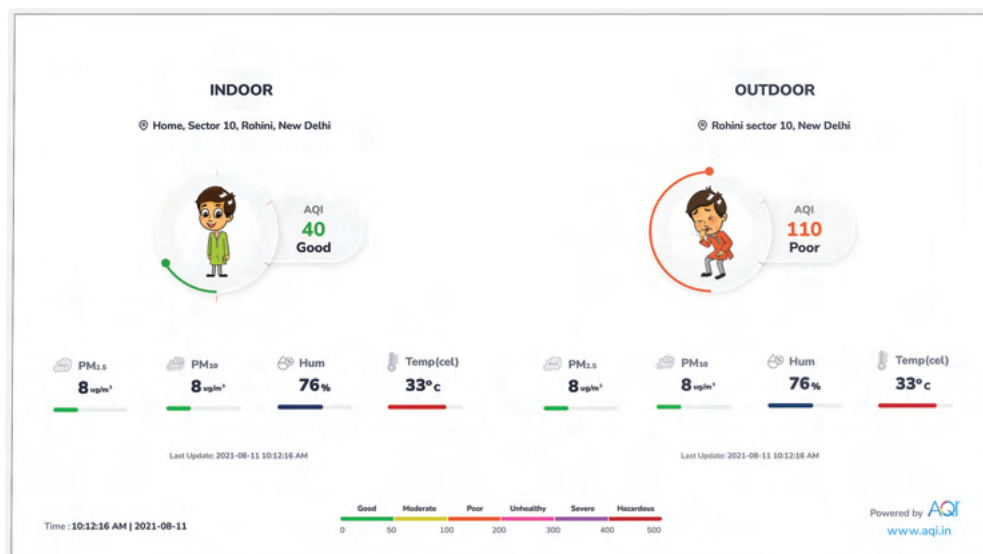 INDOOR
Home, Sector 10, Rohini, New Delhi
AQI
40
Good
PM2.5
8 ug/m³
PM10
8 ug/m³
Hum
76 %
Temp(cel)
33°c
Last Update: 2021-08-11 10:12:16 AM
OUTDOOR
Rohini sector 10, New Delhi
AQI
110
Poor
PM2.5
8 ug/m³
PM10
8 ug/m³
Hum
76 %
Temp(cel)
33°c
Last Update: 2021-08-11 10:12:16 AM
Time : 10:12:16 AM | 2021-08-11
Good Moderate Poor Unhealthy Severe Hazardous
0 50 100 200 300 400 500
Powered by AQI
www.aqi.in